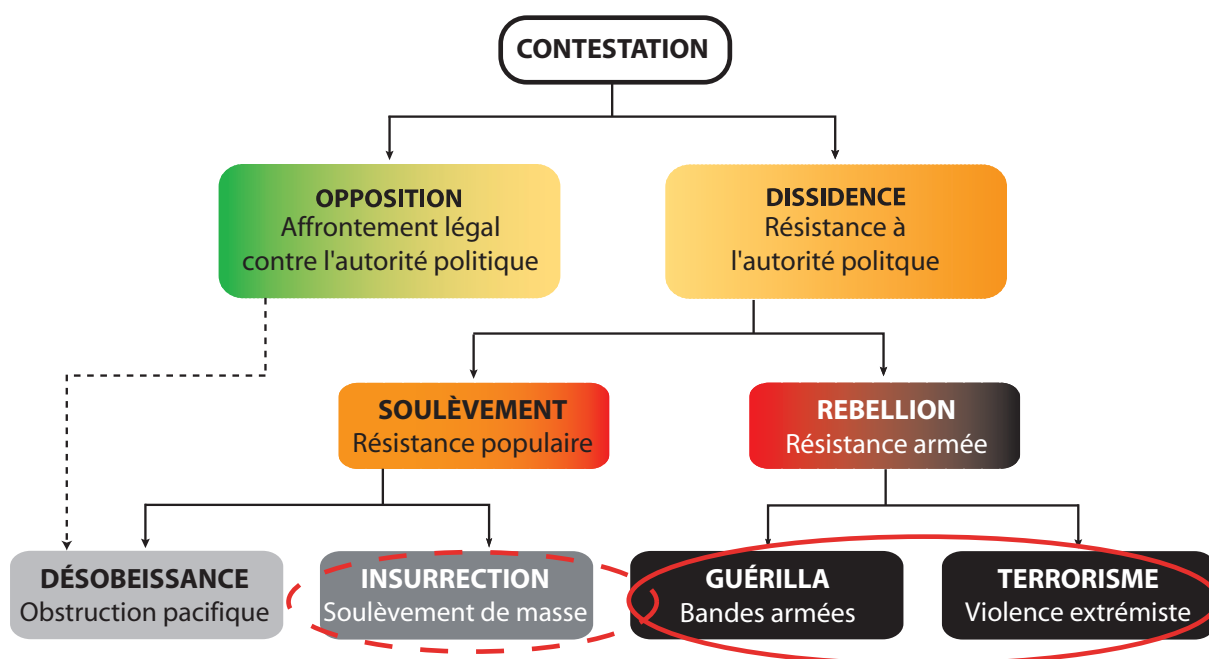 CONTESTATION
OPPOSITION
Affrontement légal
contre l'autorité politique
DISSIDENCE
Résistance à
l'autorité politque
SOULÈVEMENT
Résistance populaire
REBELLION
Résistance armée
DÉSOBEISSANCE
Obstruction pacifique
INSURRECTION
Soulèvement de masse
GUÉRILLA
Bandes armées
TERRORISME
Violence extrémiste